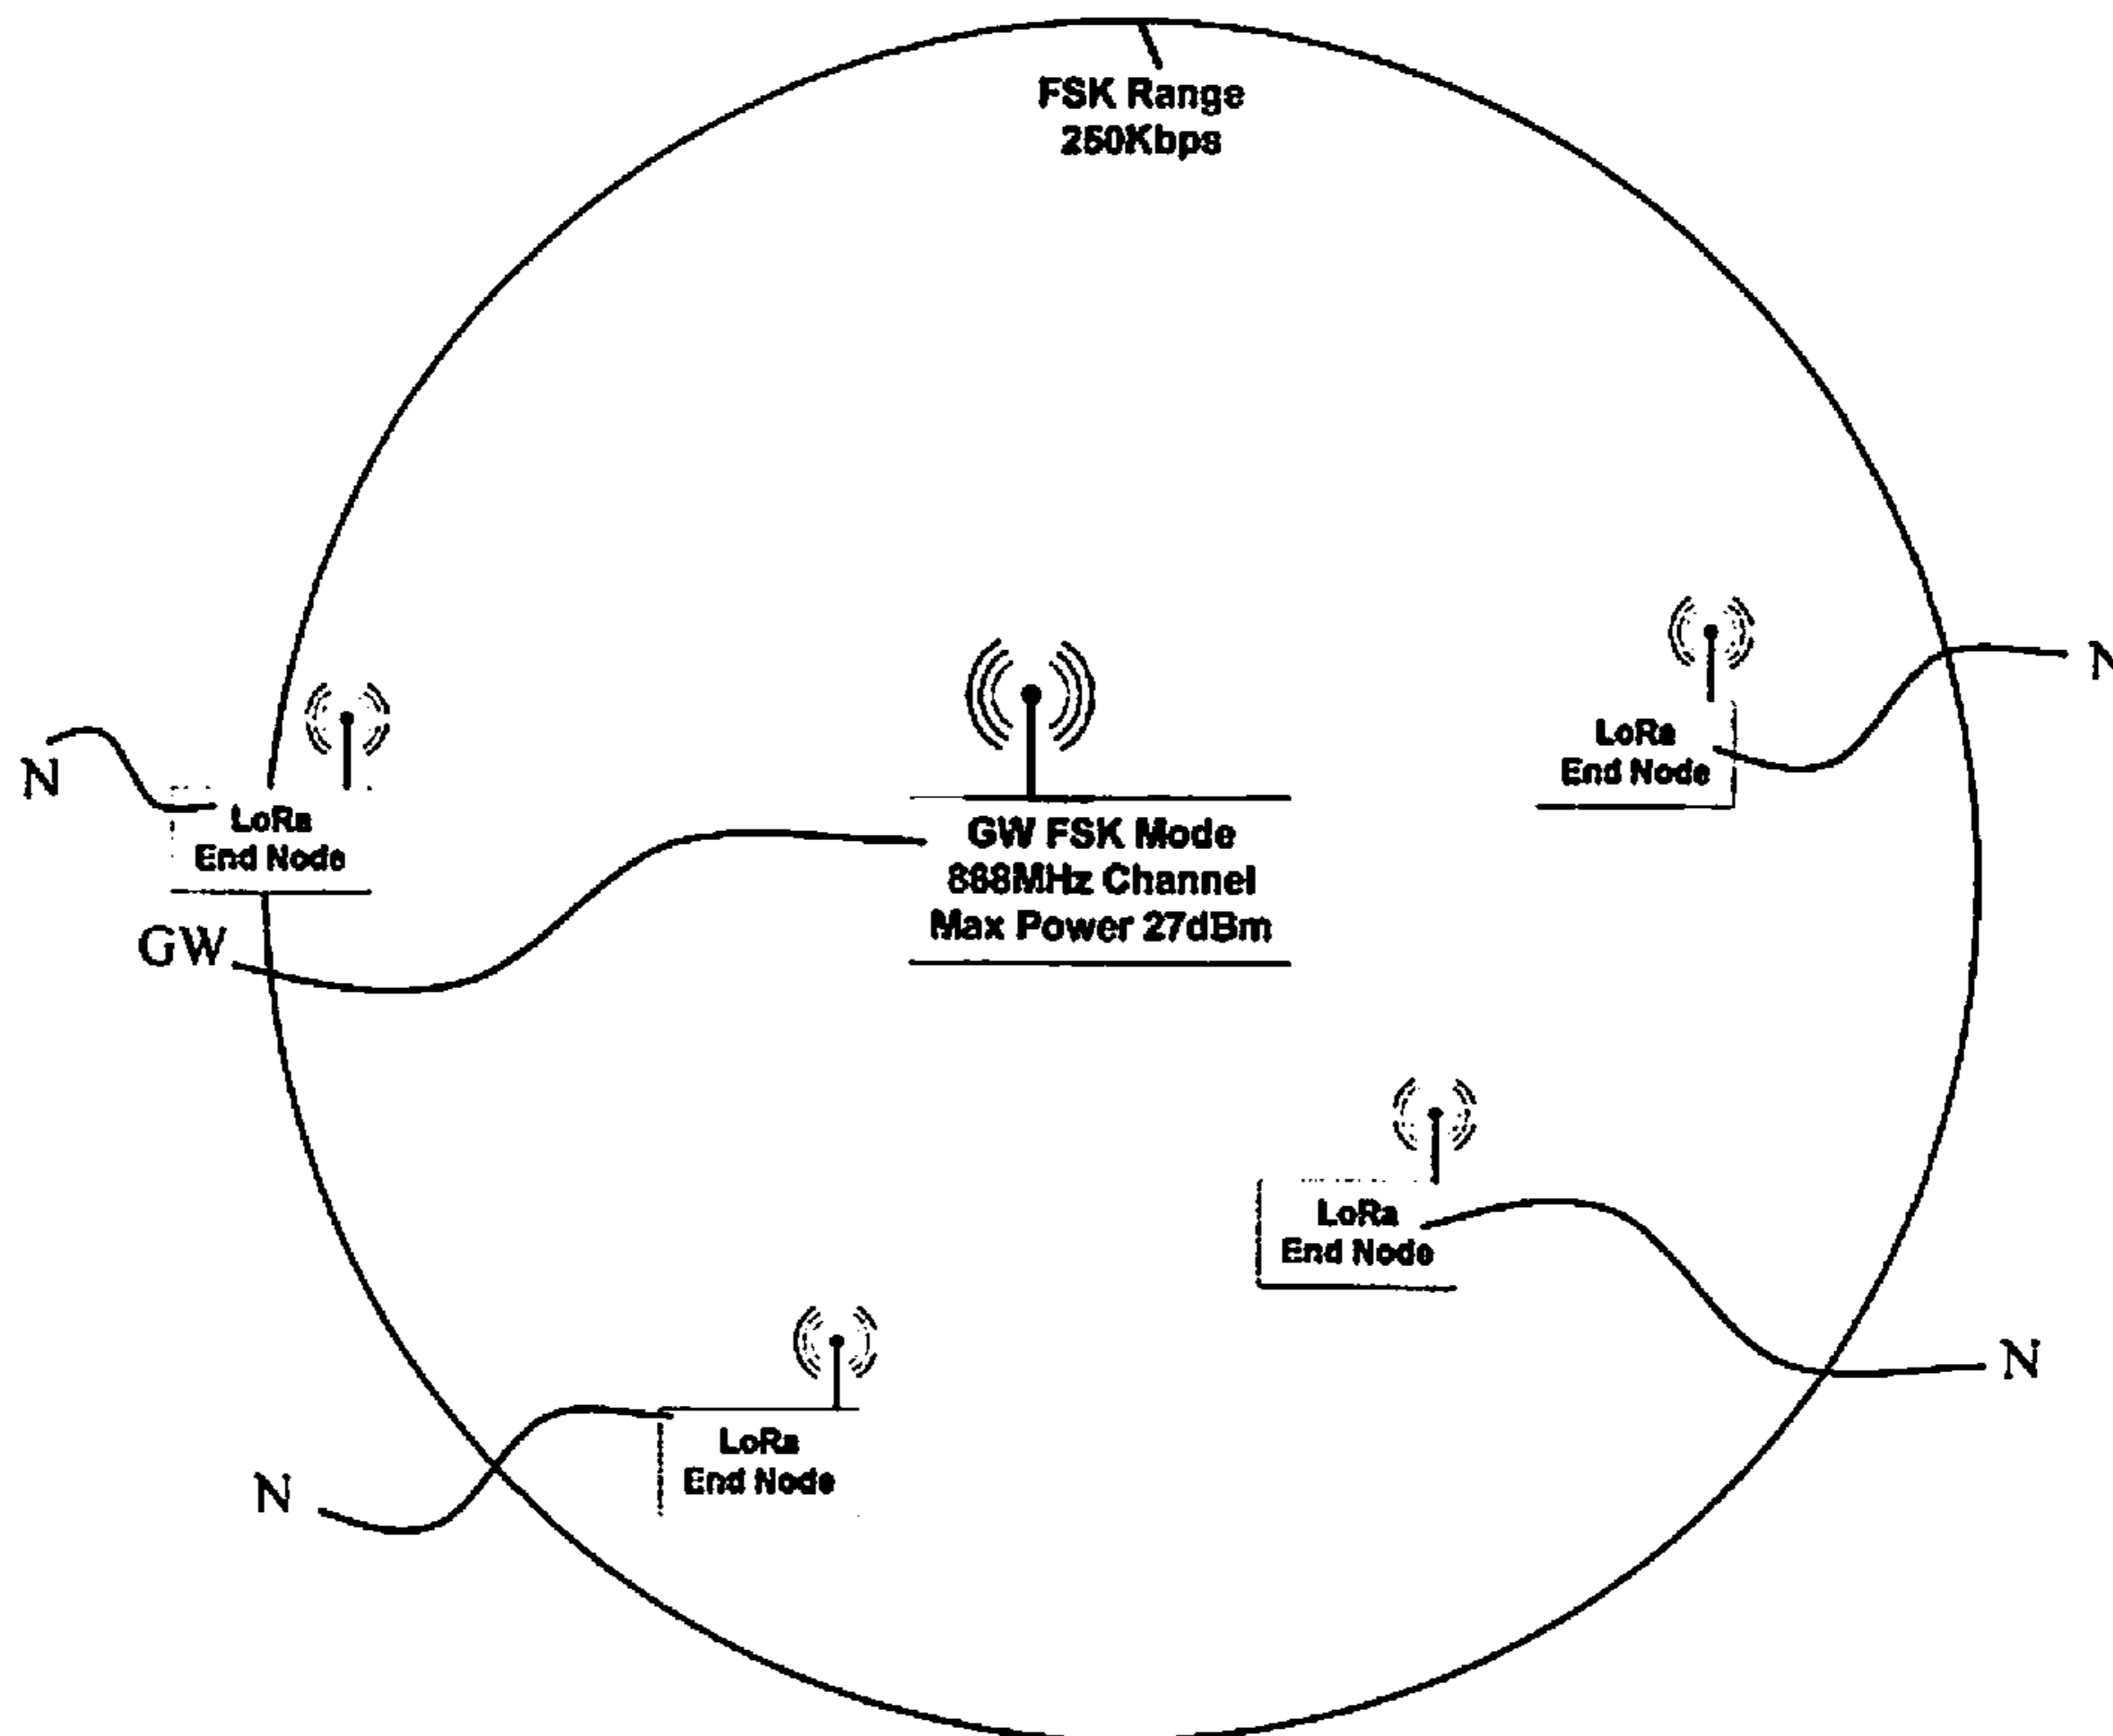 FSK Range
250Kbps
N
LoRa
End Node
N
LoRa
End Node
GW FSK Mode
868MHz Channel
Max Power 27dBm
GW
LoRa
End Node
N
LoRa
End Node
N